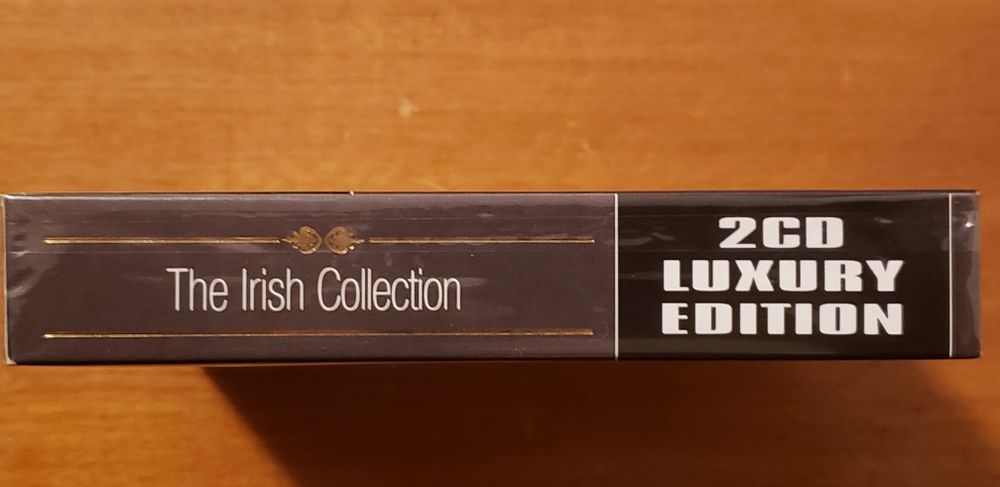 The Irish Collection
2CD
LUXURY
EDITION